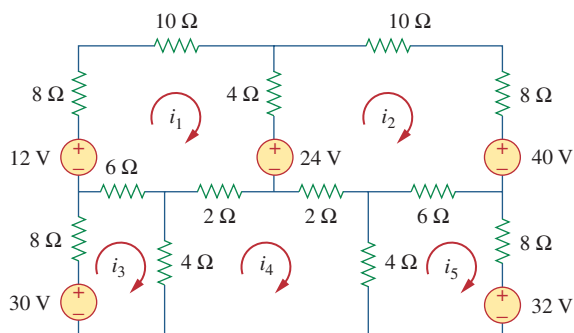 10 Ω 10 Ω
8 Ω 4 Ω 8 Ω
i1 i2
12 V + − 6 Ω + − 24 V + − 40 V
2 Ω 2 Ω 6 Ω
8 Ω i3 4 Ω i4 4 Ω i5 8 Ω
30 V + − + − 32 V